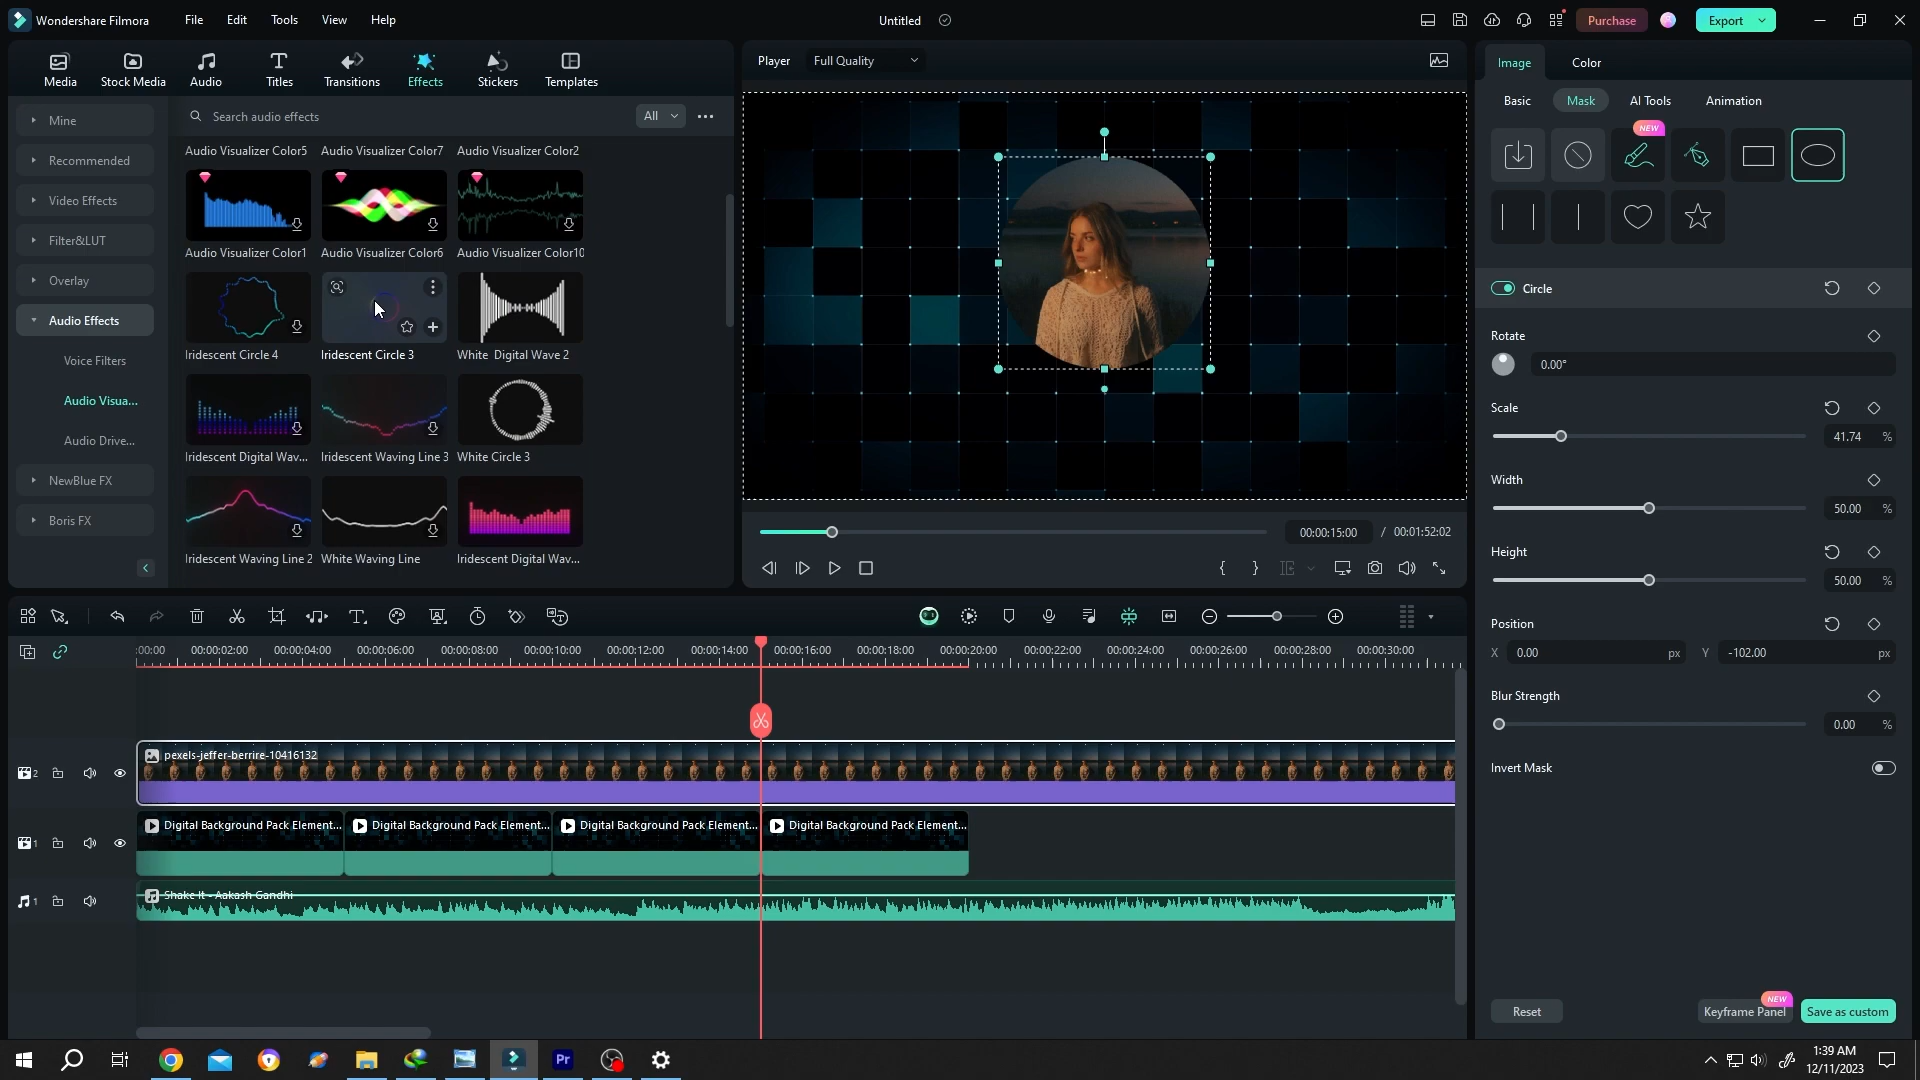 Wondershare Filmora
File
Edit
Tools
View
Help
Untitled
Purchase
Export
Media
Stock Media
Audio
Titles
Transitions
Effects
Stickers
Templates
Player
Full Quality
Image
Color
Mine
Recommended
Video Effects
Filter&LUT
Overlay
Audio Effects
Voice Filters
Audio Visua...
Audio Drive...
NewBlue FX
Boris FX
Search audio effects
All
Audio Visualizer Color5
Audio Visualizer Color7
Audio Visualizer Color2
Audio Visualizer Color1
Audio Visualizer Color6
Audio Visualizer Color10
Iridescent Circle 4
Iridescent Circle 3
White Digital Wave 2
Iridescent Digital Wav...
Iridescent Waving Line 3
White Circle 3
Iridescent Waving Line 2
White Waving Line
Iridescent Digital Wav...
00:00:15:00
/
00:01:52:02
Basic
Mask
AI Tools
Animation
NEW
Circle
Rotate
0.00°
Scale
41.74 %
Width
50.00 %
Height
50.00 %
Position
X 0.00 px Y -102.00 px
Blur Strength
0.00 %
Invert Mask
Reset
NEW
Keyframe Panel
Save as custom
:00:00
00:00:02:00
00:00:04:00
00:00:06:00
00:00:08:00
00:00:10:00
00:00:12:00
00:00:14:00
00:00:16:00
00:00:18:00
00:00:20:00
00:00:22:00
00:00:24:00
00:00:26:00
00:00:28:00
00:00:30:00
2
pexels-jeffer-berrire-10416132
1
Digital Background Pack Element...
Digital Background Pack Element...
Digital Background Pack Element...
Digital Background Pack Element...
1
Shake It - Aakash Gandhi
Pr
1:39 AM
12/11/2023